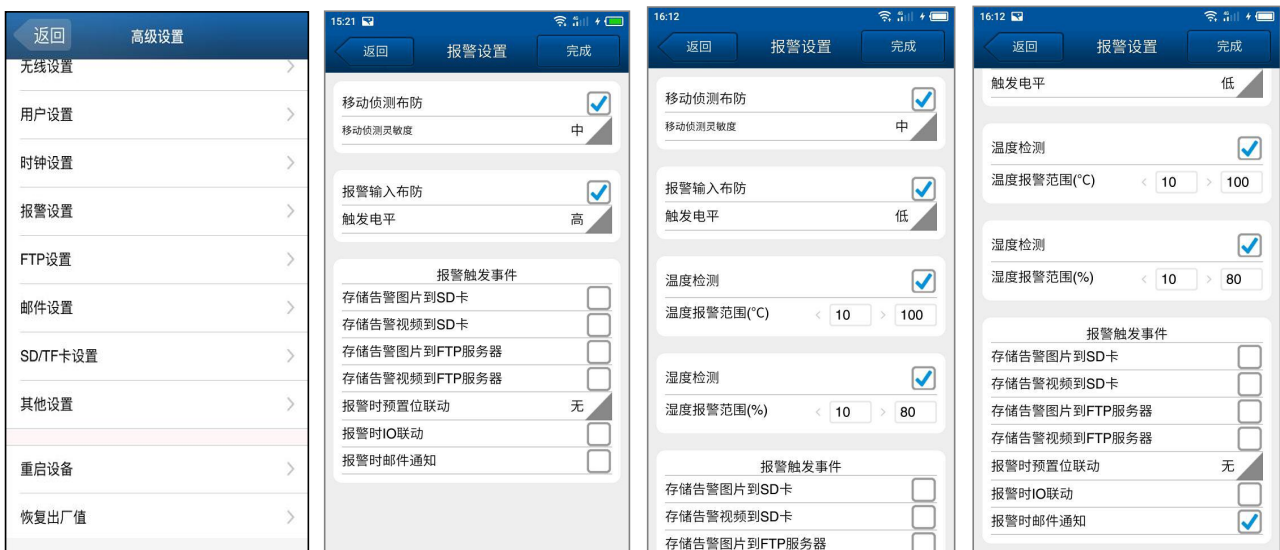 返回
高级设置
无线设置
用户设置
时钟设置
报警设置
FTP设置
邮件设置
SD/TF卡设置
其他设置
重启设备
恢复出厂值
15:21
返回
报警设置
完成
移动侦测布防
移动侦测灵敏度 中
报警输入布防
触发电平 高
报警触发事件
存储告警图片到SD卡
存储告警视频到SD卡
存储告警图片到FTP服务器
存储告警视频到FTP服务器
报警时预置位联动 无
报警时IO联动
报警时邮件通知
16:12
返回
报警设置
完成
移动侦测布防
移动侦测灵敏度 中
报警输入布防
触发电平 低
温度检测
温度报警范围(°C) < 10 > 100
湿度检测
湿度报警范围(%) < 10 > 80
报警触发事件
存储告警图片到SD卡
存储告警视频到SD卡
存储告警图片到FTP服务器
16:12
返回
报警设置
完成
触发电平 低
温度检测
温度报警范围(°C) < 10 > 100
湿度检测
湿度报警范围(%) < 10 > 80
报警触发事件
存储告警图片到SD卡
存储告警视频到SD卡
存储告警图片到FTP服务器
存储告警视频到FTP服务器
报警时预置位联动 无
报警时IO联动
报警时邮件通知